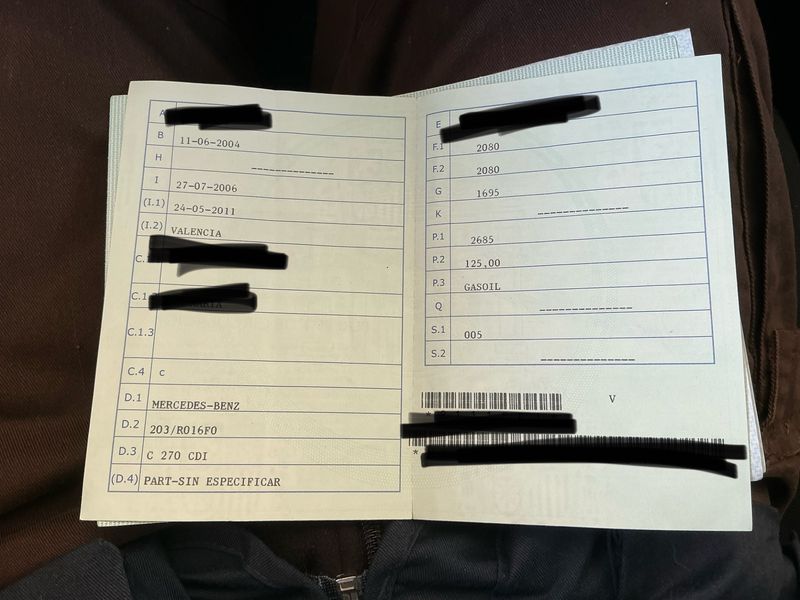 A
B 11-06-2004
H --------------
I 27-07-2006
(I.1) 24-05-2011
(I.2) VALENCIA
C.1
C.1.3
C.4 c
D.1 MERCEDES-BENZ
D.2 203/R016F0
D.3 C 270 CDI
(D.4) PART-SIN ESPECIFICAR
E
F.1 2080
F.2 2080
G 1695
K --------------
P.1 2685
P.2 125,00
P.3 GASOIL
Q --------------
S.1 005
S.2 --------------
V
*
*